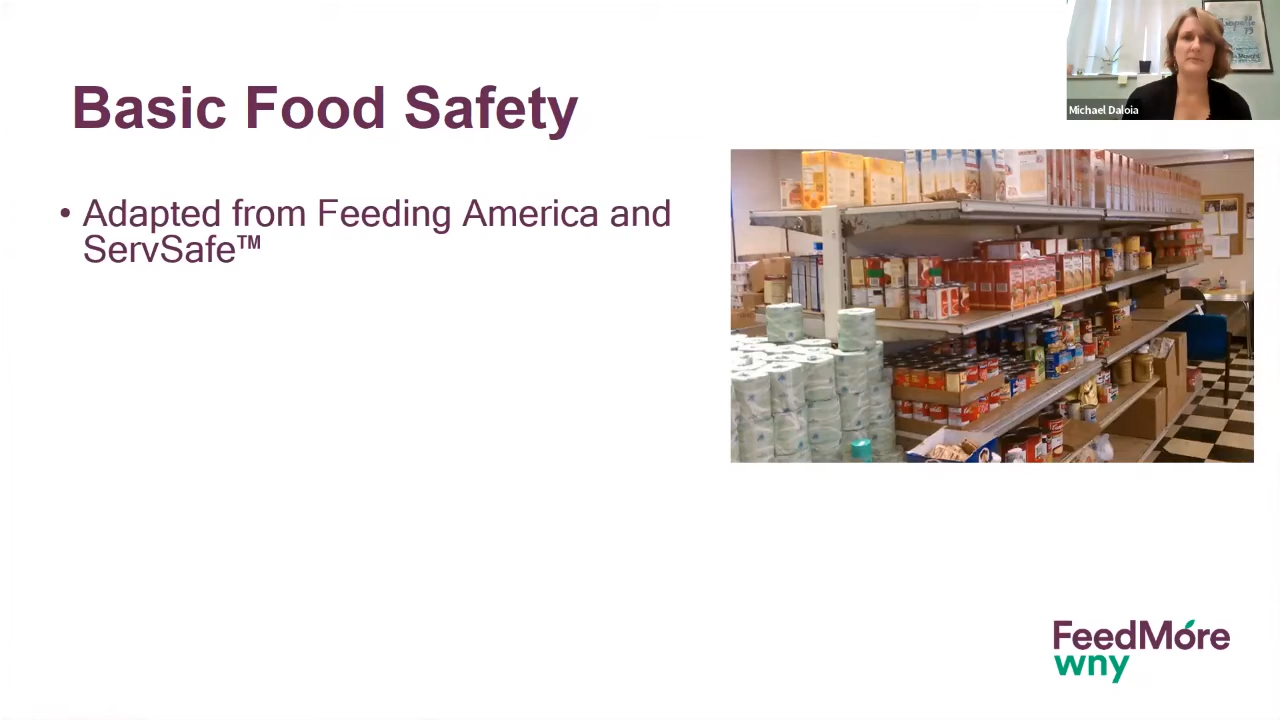 Basic Food Safety
Michael Daloia
• Adapted from Feeding America and
ServSafe™
FeedMore
wny